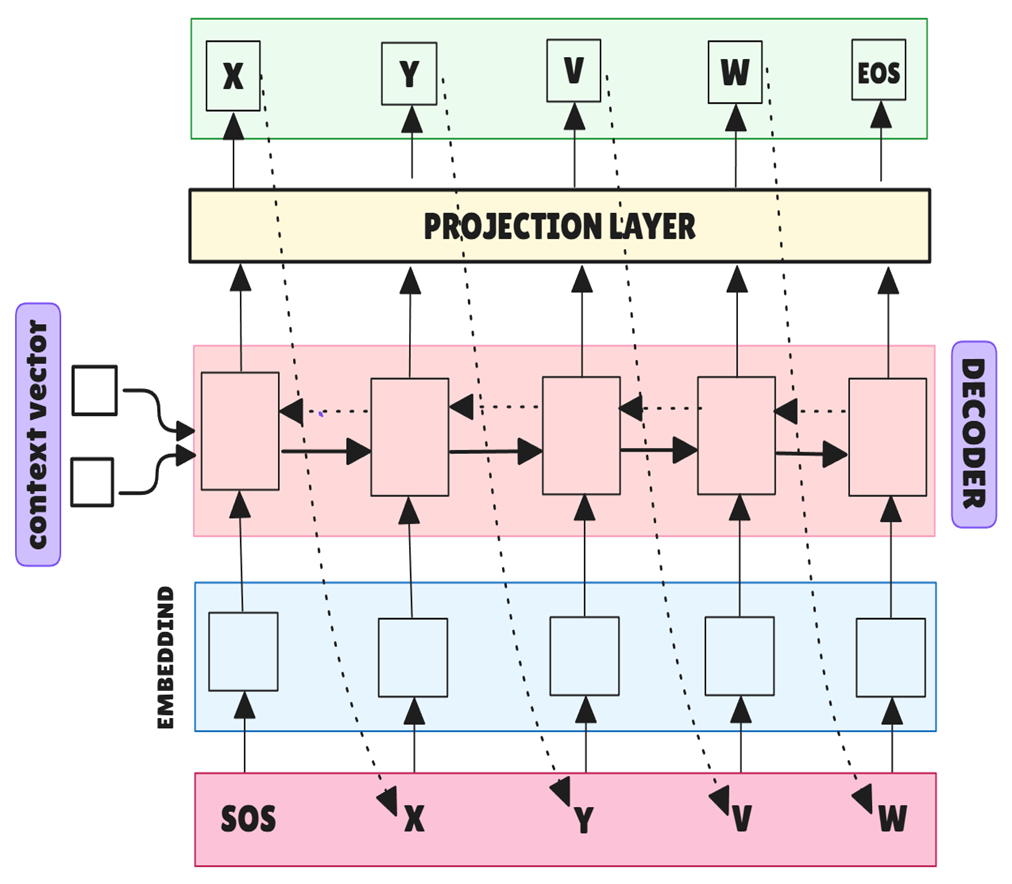 X
Y
V
W
EOS
PROJECTION LAYER
context vector
DECODER
EMBEDDIND
SOS
X
Y
V
W